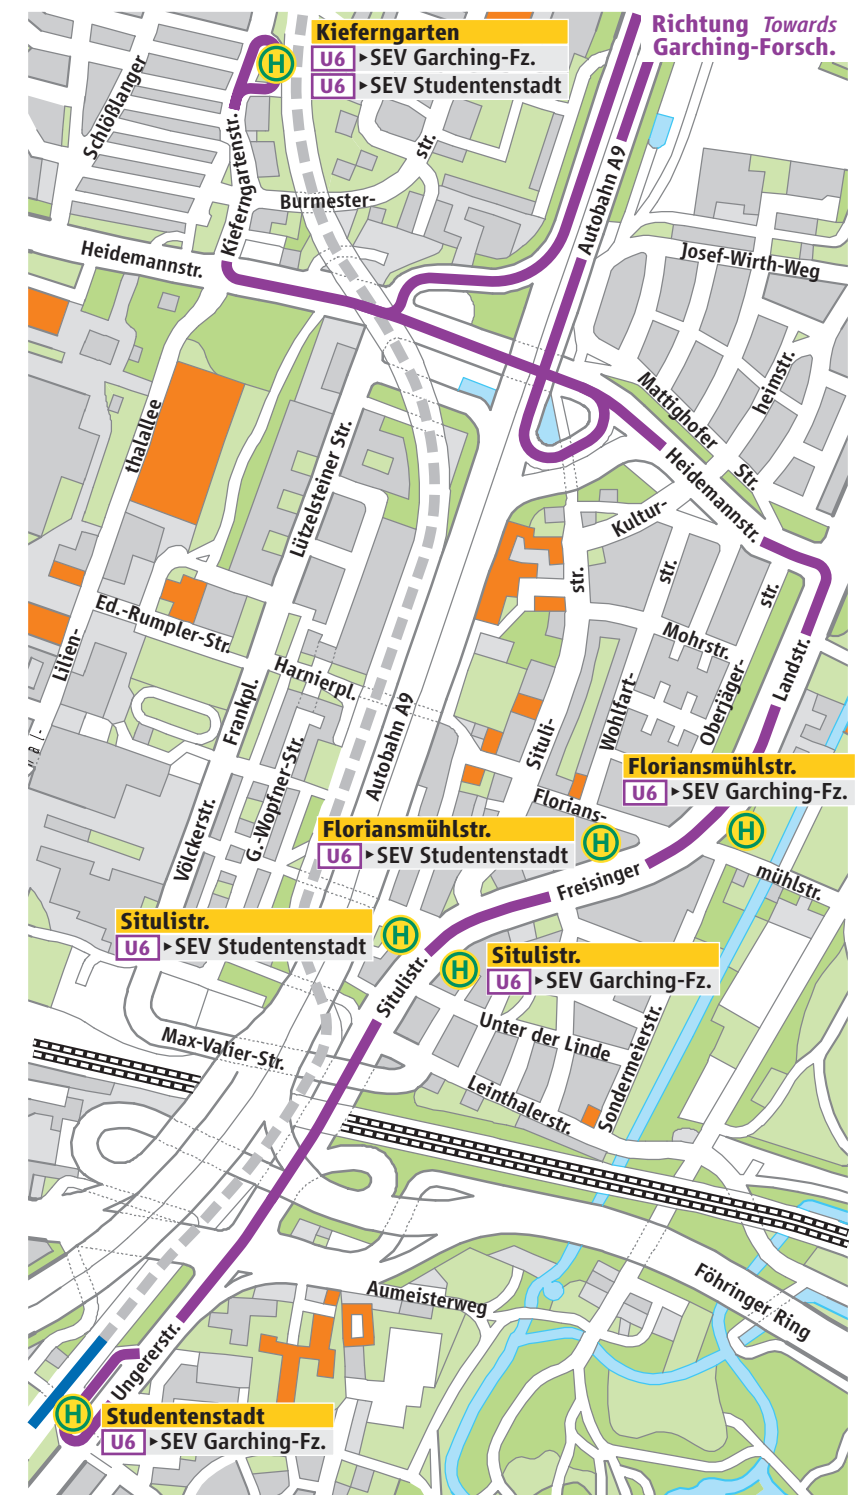 Kieferngarten
U6 ▸SEV Garching-Fz.
U6 ▸SEV Studentenstadt
Richtung Towards
Garching-Forsch.
Schlößlanger
str.
Kieferngartenstr.
Burmester-
Autobahn A9
Heidemannstr.
Josef-Wirth-Weg
heimstr.
Mattighofer
Str.
thalallee
Lützelsteiner Str.
Heidemannstr.
Kultur-
str.
str.
str.
Ed.-Rumpler-Str.
Lilien-
Harnierpl.
Mohrstr.
Landstr.
Frankpl.
Autobahn A9
Wohlfart-
Oberjäger-
Situli-
G.-Wopfner-Str.
Völckerstr.
Floriansmühlstr.
U6 ▸SEV Garching-Fz.
Florians-
Floriansmühlstr.
U6 ▸SEV Studentenstadt
H
H
Freisinger
mühlstr.
Situlistr.
U6 ▸SEV Studentenstadt
H
H
Situlistr.
U6 ▸SEV Garching-Fz.
Situlistr.
Max-Valier-Str.
Unter der Linde
Sondermeierstr.
Leinthalerstr.
Aumeisterweg
Föhringer Ring
Ungererstr.
H
Studentenstadt
U6 ▸SEV Garching-Fz.
H